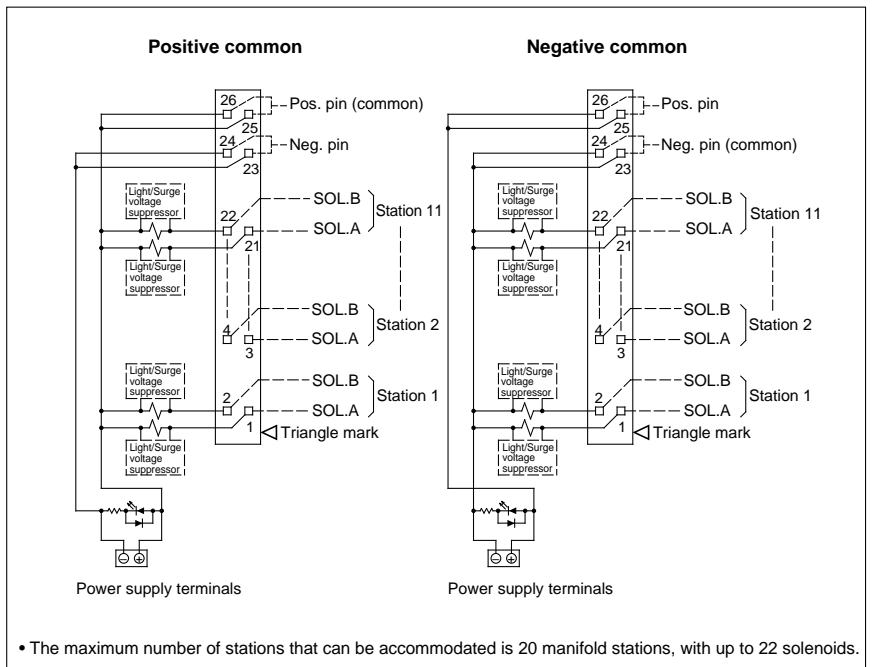 Positive common
26
Pos. pin (common)
25
24
Neg. pin
23
Light/Surge
voltage
suppressor
22
SOL.B
Station 11
SOL.A
21
Light/Surge
voltage
suppressor
4
SOL.B
Station 2
SOL.A
3
Light/Surge
voltage
suppressor
2
SOL.B
Station 1
SOL.A
1
Triangle mark
Light/Surge
voltage
suppressor
⊖ ⊕
Power supply terminals
Negative common
26
Pos. pin
25
24
Neg. pin (common)
23
Light/Surge
voltage
suppressor
22
SOL.B
Station 11
SOL.A
21
Light/Surge
voltage
suppressor
4
SOL.B
Station 2
SOL.A
3
Light/Surge
voltage
suppressor
2
SOL.B
Station 1
SOL.A
1
Triangle mark
Light/Surge
voltage
suppressor
⊖ ⊕
Power supply terminals
• The maximum number of stations that can be accommodated is 20 manifold stations, with up to 22 solenoids.